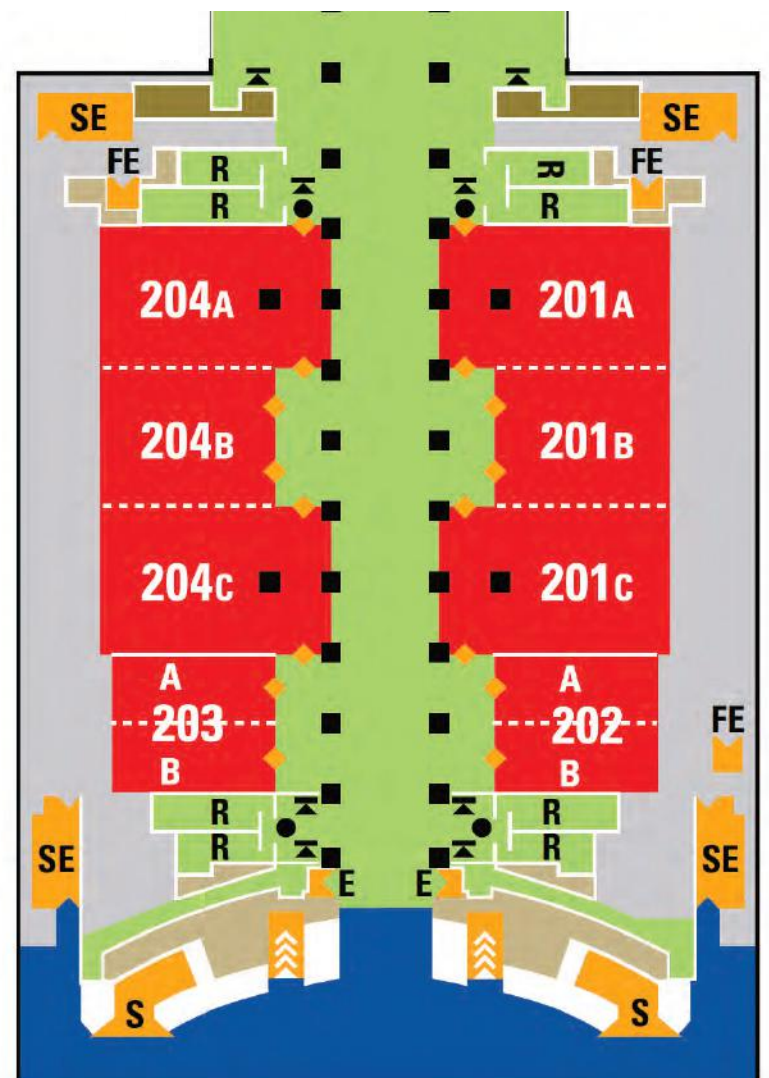 SE SE
FE R R FE
R R
204A 201A
204B 201B
204C 201C
A A
203 202 FE
B B
R R
SE R R SE
E E
S S